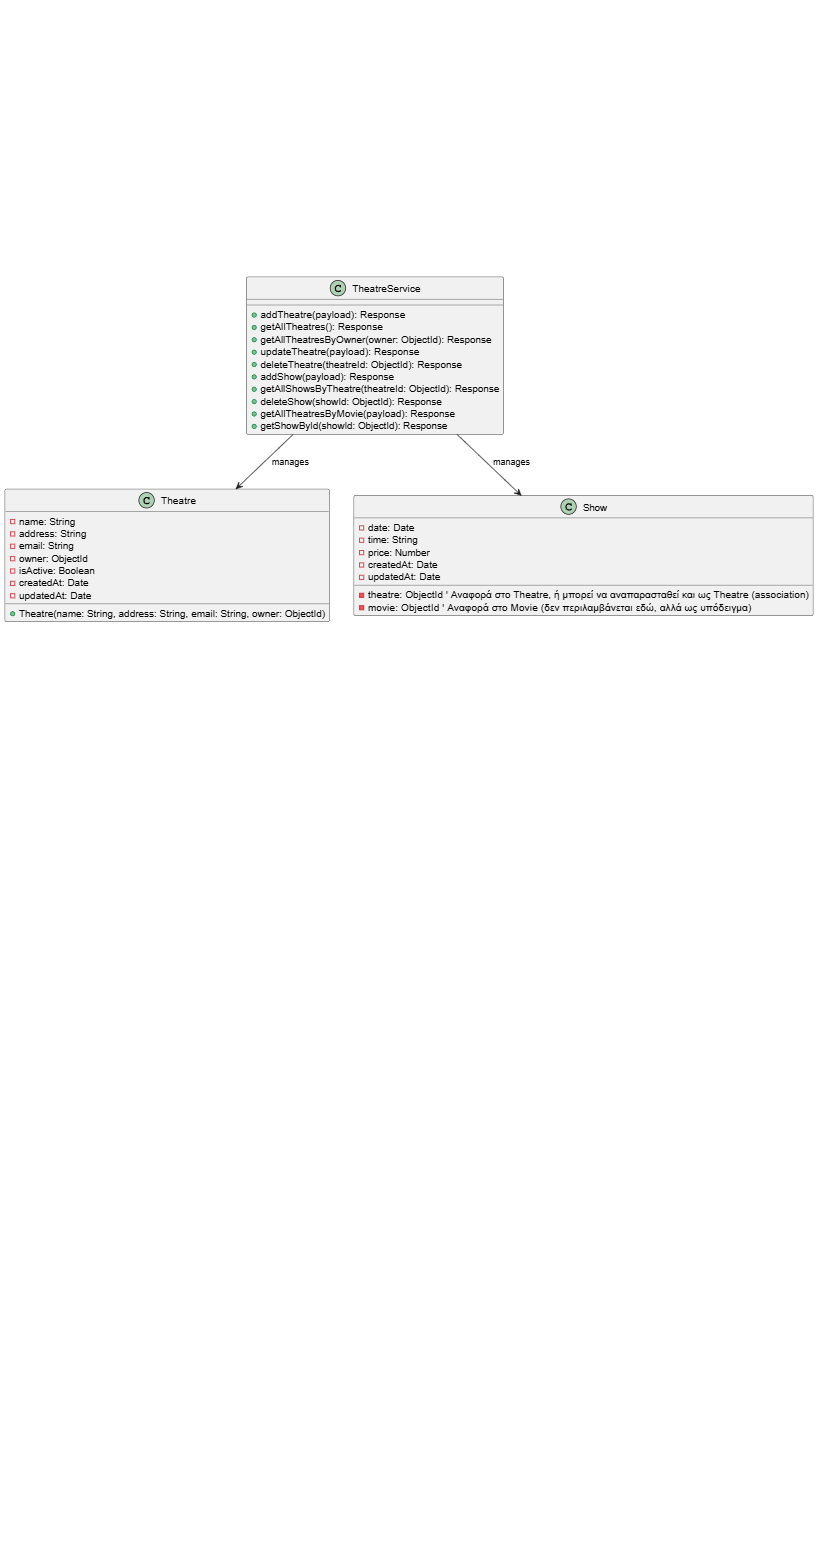 C TheatreService
addTheatre(payload): Response
getAllTheatres(): Response
getAllTheatresByOwner(owner: ObjectId): Response
updateTheatre(payload): Response
deleteTheatre(theatreId: ObjectId): Response
addShow(payload): Response
getAllShowsByTheatre(theatreId: ObjectId): Response
deleteShow(showId: ObjectId): Response
getAllTheatresByMovie(payload): Response
getShowById(showId: ObjectId): Response
manages
manages
C Theatre
name: String
address: String
email: String
owner: ObjectId
isActive: Boolean
createdAt: Date
updatedAt: Date
Theatre(name: String, address: String, email: String, owner: ObjectId)
C Show
date: Date
time: String
price: Number
createdAt: Date
updatedAt: Date
theatre: ObjectId ' Αναφορά στο Theatre, ή μπορεί να αναπαρασταθεί και ως Theatre (association)
movie: ObjectId ' Αναφορά στο Movie (δεν περιλαμβάνεται εδώ, αλλά ως υπόδειγμα)